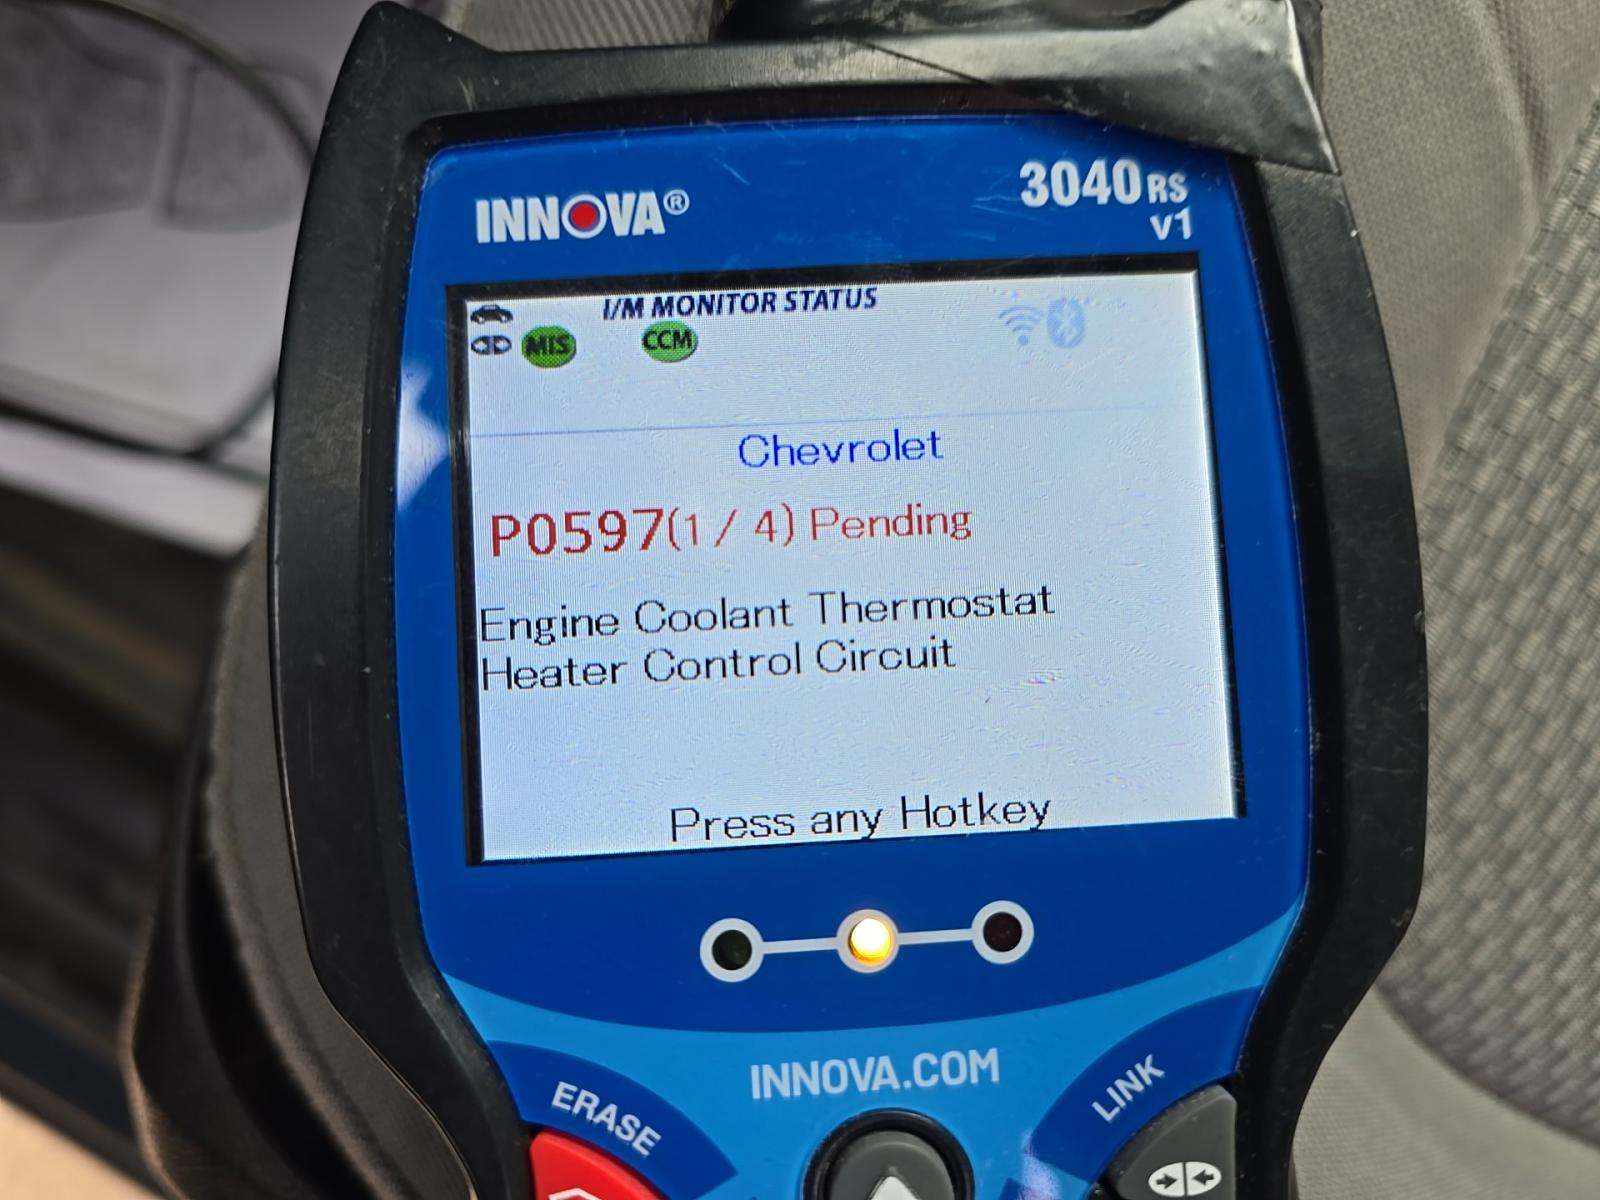 INNOVA®
3040RS
v1
I/M MONITOR STATUS
MIS CCM
Chevrolet
P0597(1 / 4) Pending
Engine Coolant Thermostat
Heater Control Circuit
Press any Hotkey
INNOVA.COM
ERASE
LINK